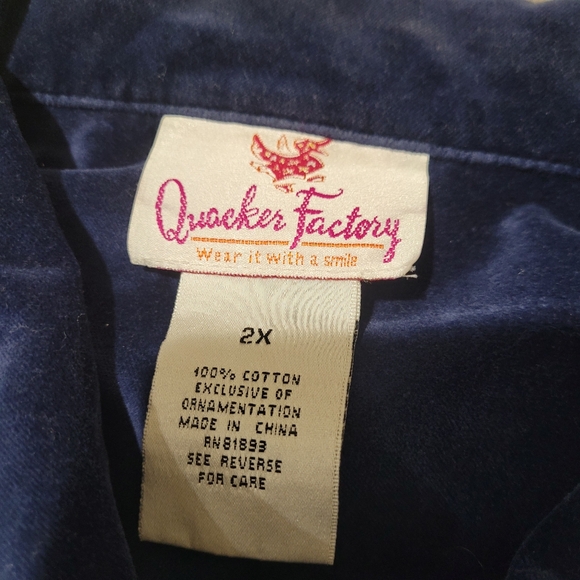 Quacker Factory
Wear it with a smile
2X
100% COTTON
EXCLUSIVE OF
ORNAMENTATION
MADE IN CHINA
RN81893
SEE REVERSE
FOR CARE